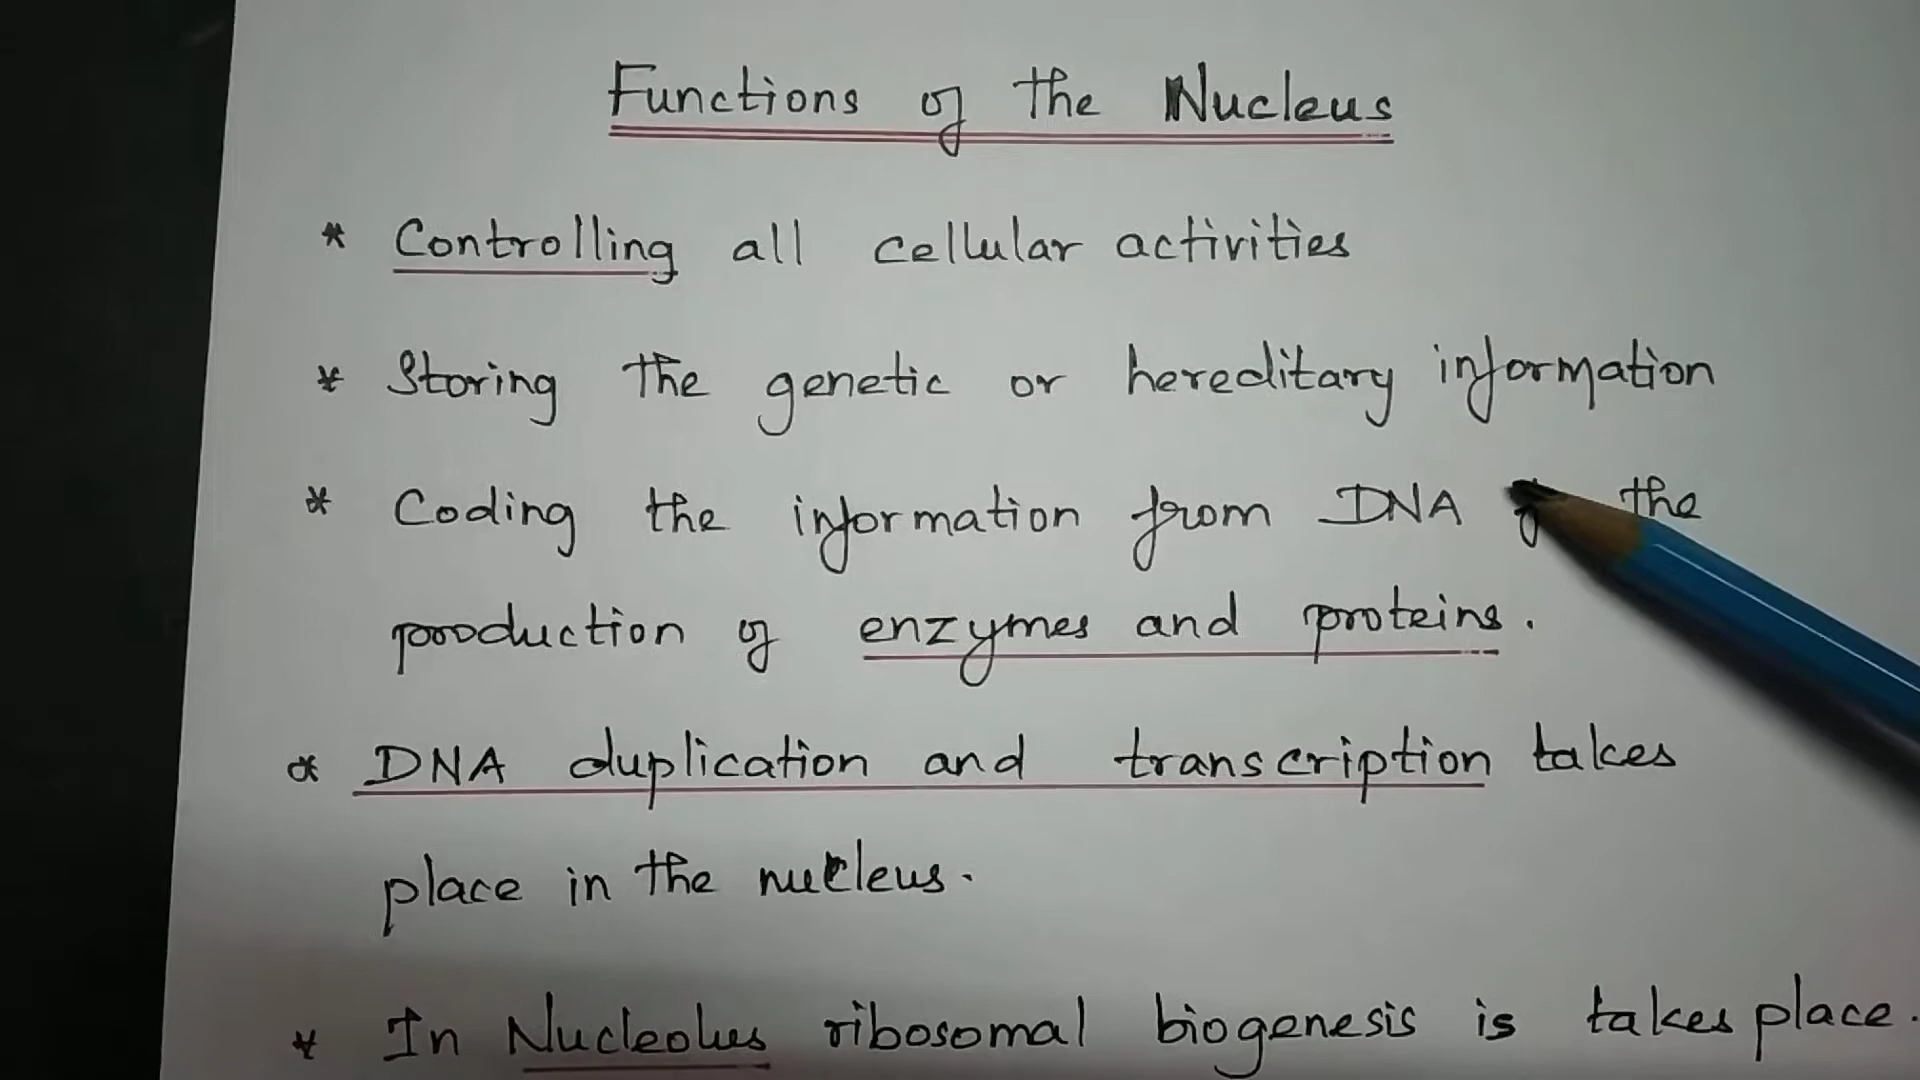 Functions of the Nucleus
* Controlling all cellular activities
* Storing the genetic or hereditary information
* Coding the information from DNA the
production of enzymes and proteins.
* DNA duplication and transcription takes
place in the nucleus.
* In Nucleolus ribosomal biogenesis is takes place.